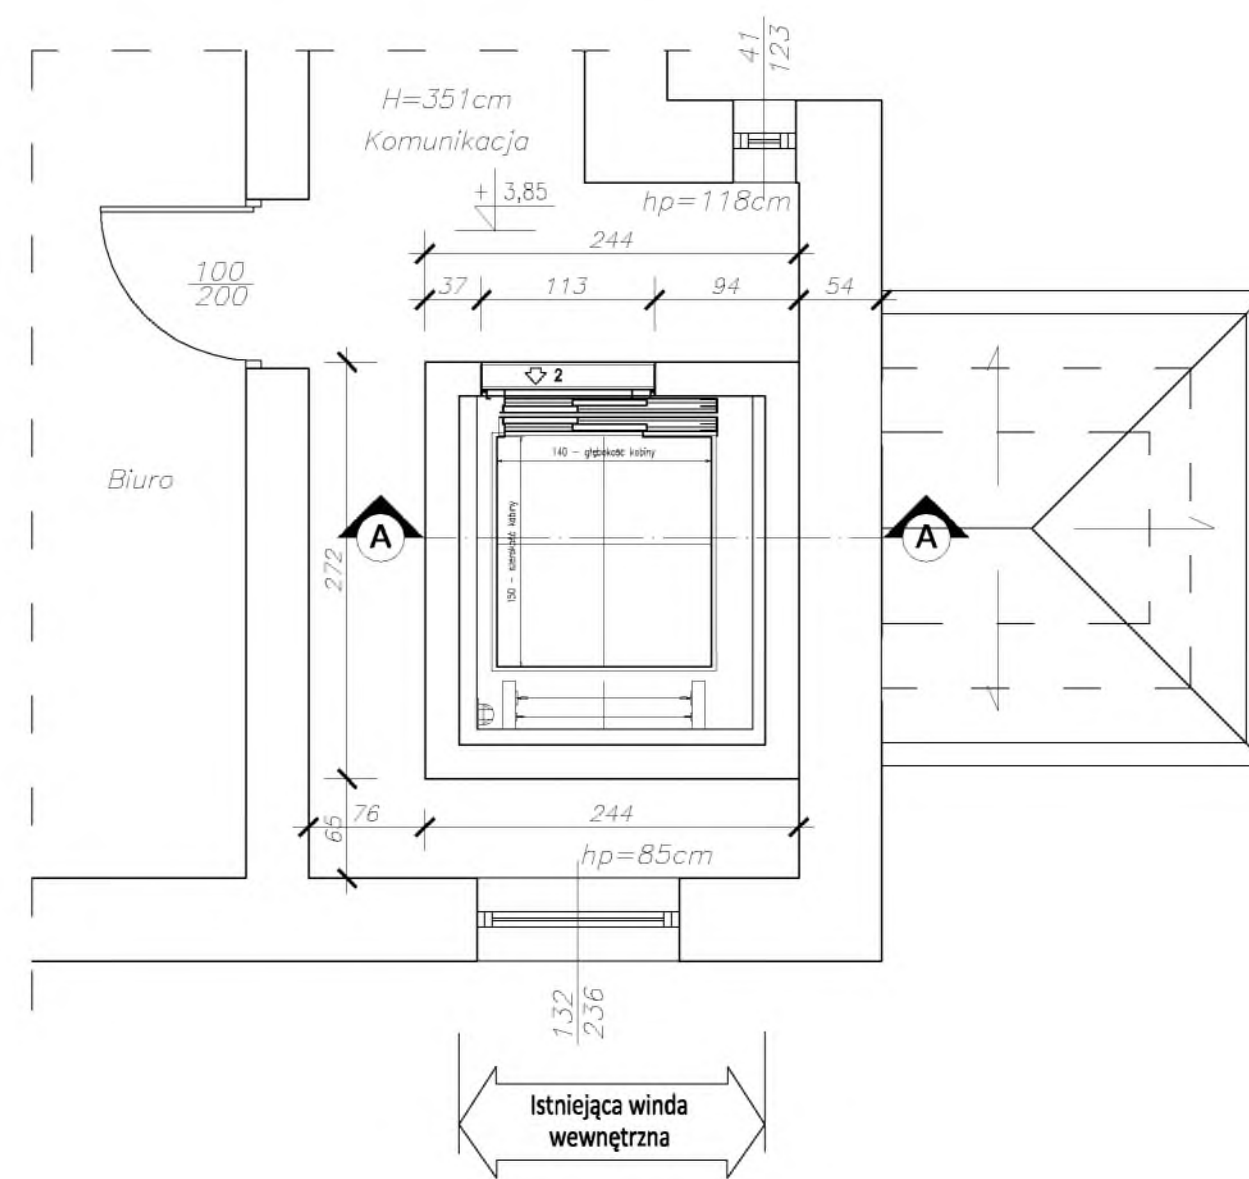 41
123
H=351cm
Komunikacja
+ 3,85
hp=118cm
244
100
200
37
113
94
54
2
140 - głębokość kabiny
Biuro
150 - szerokość kabiny
A
A
272
76
244
65
hp=85cm
132
236
Istniejąca winda
wewnętrzna